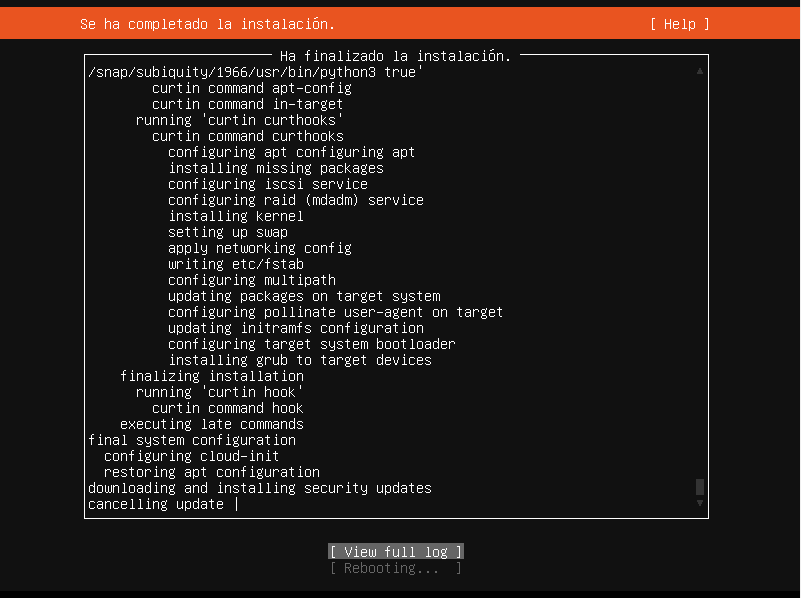 Se ha completado la instalación. [ Help ]
Ha finalizado la instalación.
/snap/subiquity/1966/usr/bin/python3 true'
curtin command apt-config
curtin command in-target
running 'curtin curthooks'
curtin command curthooks
configuring apt configuring apt
installing missing packages
configuring iscsi service
configuring raid (mdadm) service
installing kernel
setting up swap
apply networking config
writing etc/fstab
configuring multipath
updating packages on target system
configuring pollinate user-agent on target
updating initramfs configuration
configuring target system bootloader
installing grub to target devices
finalizing installation
running 'curtin hook'
curtin command hook
executing late commands
final system configuration
configuring cloud-init
restoring apt configuration
downloading and installing security updates
cancelling update |
[ View full log ]
[ Rebooting... ]